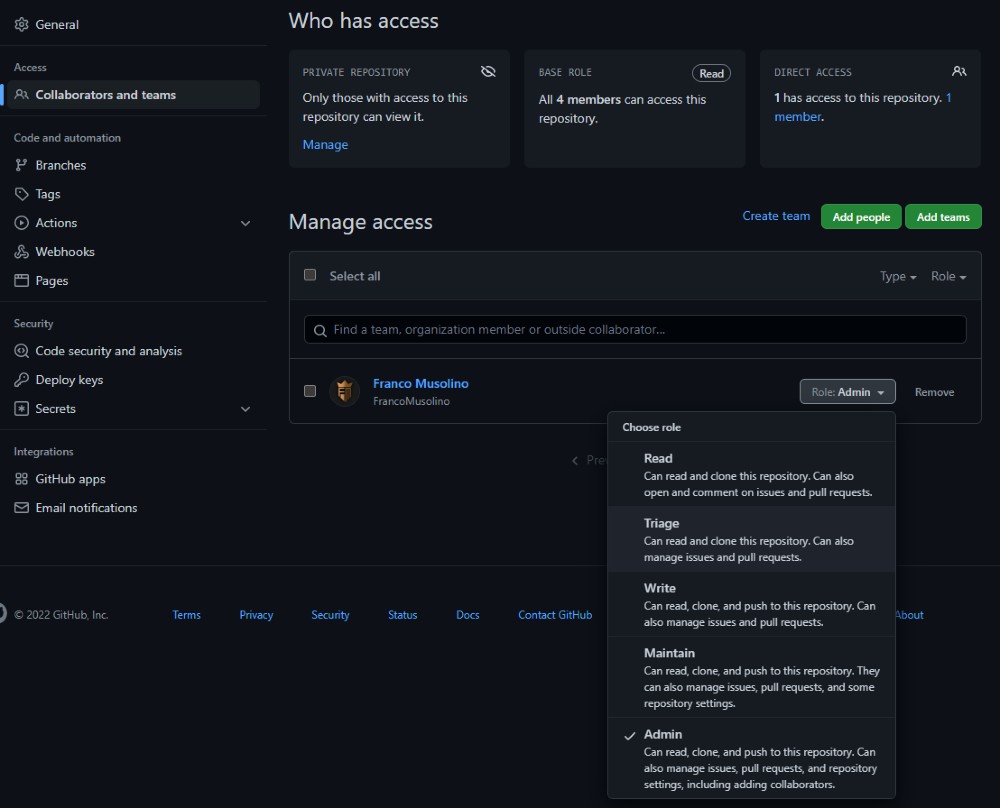 General
Access
Collaborators and teams
Code and automation
Branches
Tags
Actions
Webhooks
Pages
Security
Code security and analysis
Deploy keys
Secrets
Integrations
GitHub apps
Email notifications
Who has access
PRIVATE REPOSITORY
Only those with access to this
repository can view it.
Manage
BASE ROLE
Read
All 4 members can access this
repository.
DIRECT ACCESS
1 has access to this repository. 1
member.
Manage access
Create team
Add people
Add teams
Select all
Type
Role
Find a team, organization member or outside collaborator...
Franco Musolino
FrancoMusolino
Role: Admin
Remove
Choose role
Read
Can read and clone this repository. Can also
open and comment on issues and pull requests.
Triage
Can read and clone this repository. Can also
manage issues and pull requests.
Write
Can read, clone, and push to this repository. Can
also manage issues and pull requests.
Maintain
Can read, clone, and push to this repository. They
can also manage issues, pull requests, and some
repository settings.
Admin
Can read, clone, and push to this repository. Can
also manage issues, pull requests, and repository
settings, including adding collaborators.
© 2022 GitHub, Inc.
Terms
Privacy
Security
Status
Docs
Contact GitHub
About